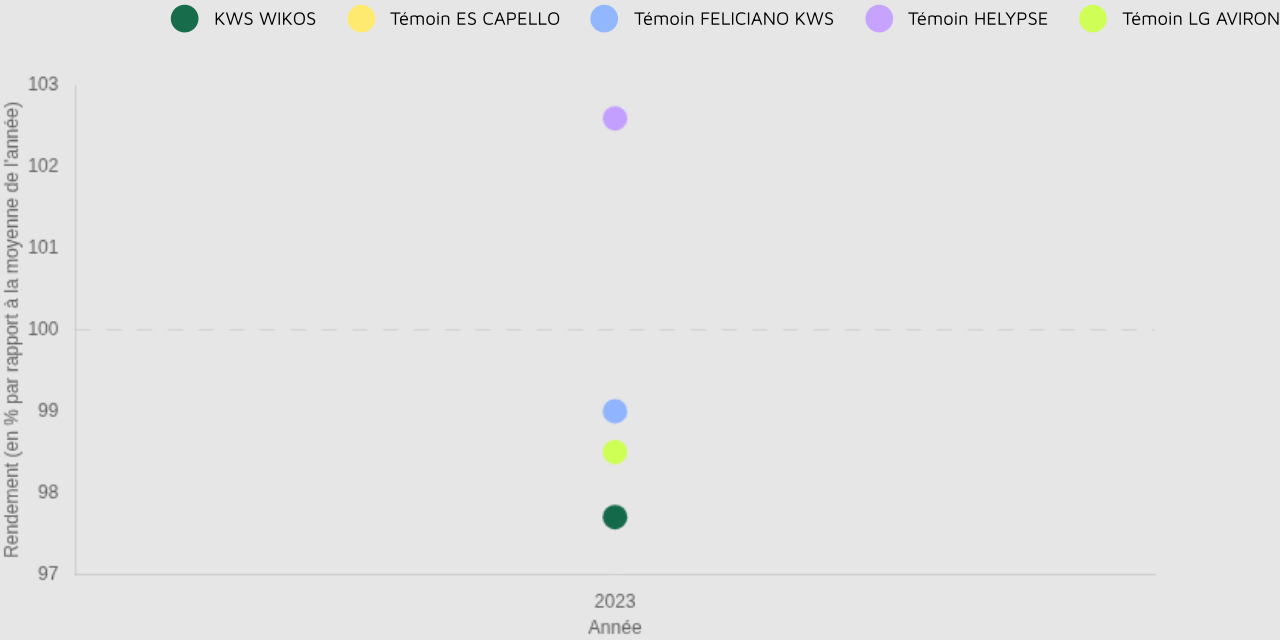 KWS WIKOS
Témoin ES CAPELLO
Témoin FELICIANO KWS
Témoin HELYPSE
Témoin LG AVIRON
Rendement (en % par rapport à la moyenne de l'année)
103
102
101
100
99
98
97
2023
Année